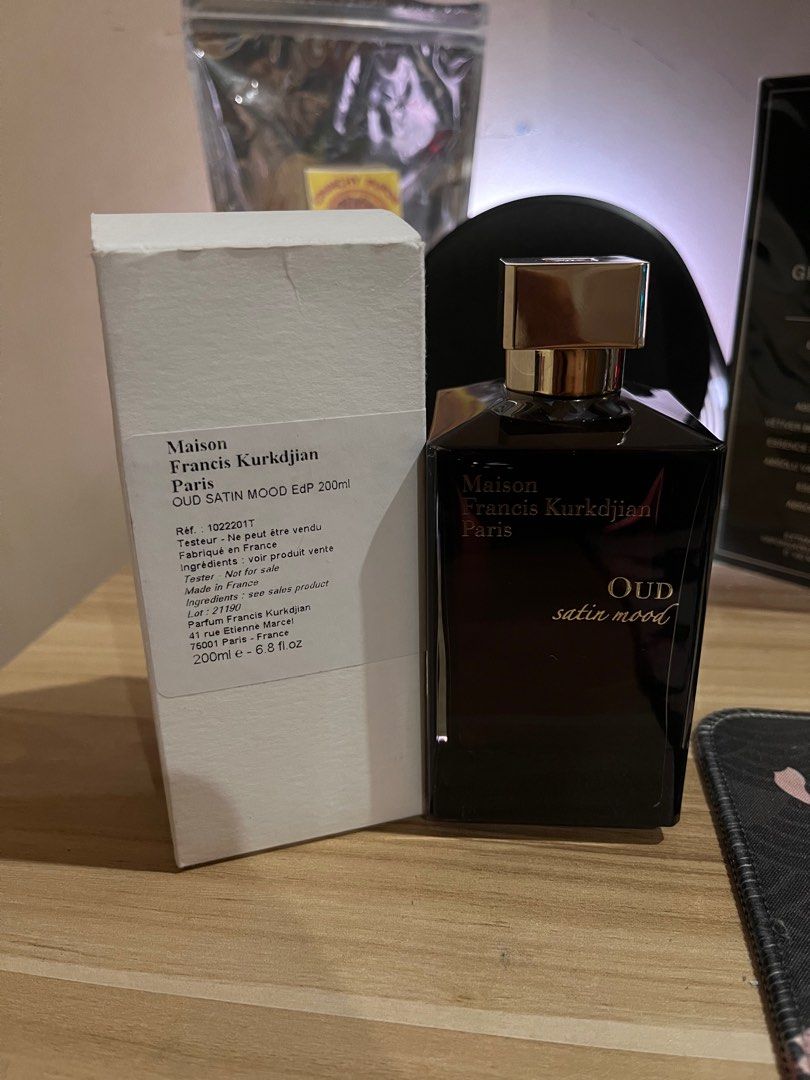 Maison
Francis Kurkdjian
Paris
OUD SATIN MOOD EdP 200ml
Réf. : 1022201T
Testeur - Ne peut être vendu
Fabriqué en France
Ingrédients : voir produit vente
Tester : Not for sale
Made in France
Ingredients : see sales product
Lot : 21190
Parfum Francis Kurkdjian
41 rue Etienne Marcel
75001 Paris - France
200ml e - 6.8 fl.oz
Maison
Francis Kurkdjian
Paris
OUD
satin mood
ESSENCE